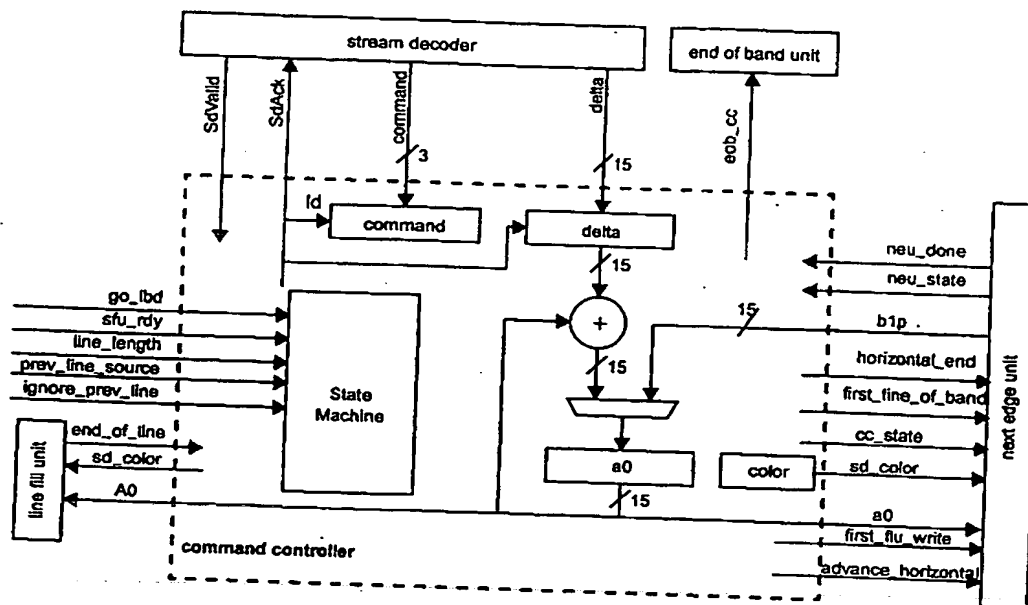 stream decoder
end of band unit
SdValid
SdAck
command
delta
eob_cc
3
15
ld
command
delta
15
neu_done
neu_state
go_lbd
sfu_rdy
line_length
prev_line_source
ignore_prev_line
State
Machine
+
15
b1p
15
horizontal_end
first_line_of_band
cc_state
next edge unit
end_of_line
sd_color
line fill unit
a0
color
sd_color
A0
15
a0
first_flu_write
command controller
advance_horizontal